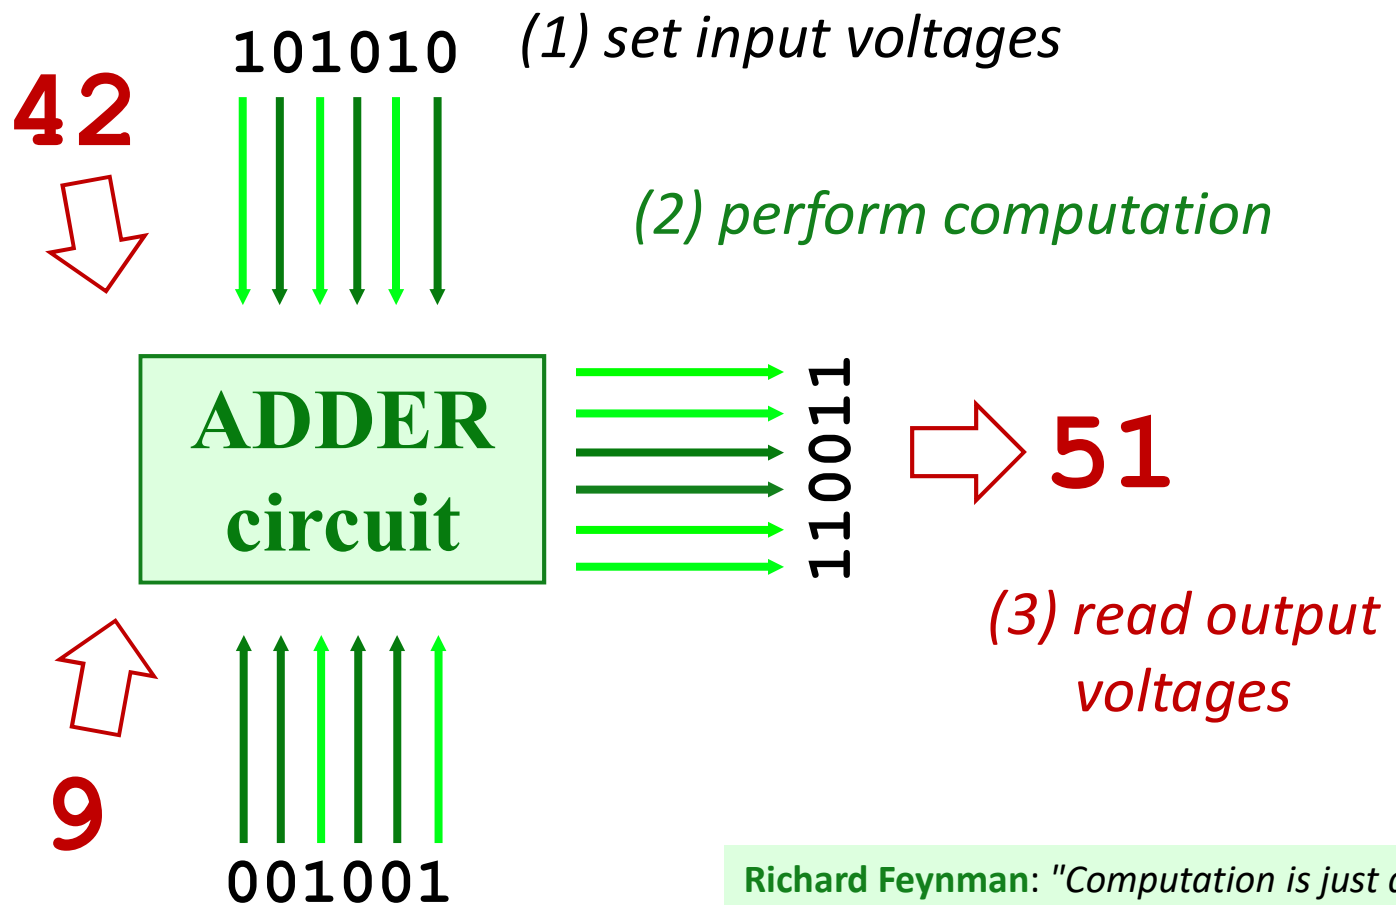 101010
(1) set input voltages
42
(2) perform computation
ADDER
circuit
110011
51
(3) read output
voltages
9
001001
Richard Feynman: "Computation is just a